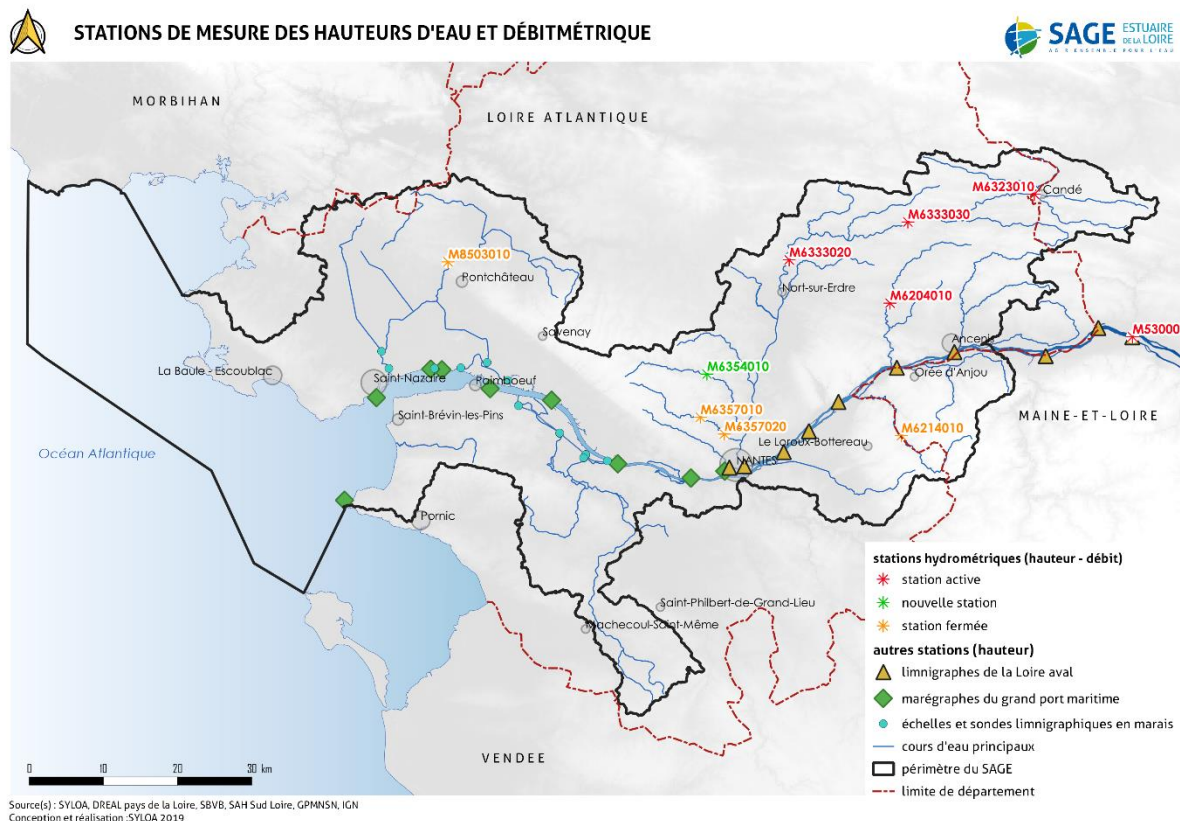 STATIONS DE MESURE DES HAUTEURS D'EAU ET DÉBITMÉTRIQUE
SAGE ESTUAIRE
DE LA LOIRE
MORBIHAN
LOIRE ATLANTIQUE
M6323010
Candé
M6333030
M6333020
M8503010
Pontchâteau
Nort-sur-Erdre
M6204010
Savenay
M53000
Ancenis
La Baule - Escoublac
Saint-Nazaire
Paimboeuf
M6354010
Orée d'Anjou
Saint-Brévin-les-Pins
M6357010
M6357020
MAINE-ET-LOIRE
M6214010
Le Loroux-Bottereau
Océan Atlantique
NANTES
Pornic
stations hydrométriques (hauteur - débit)
station active
nouvelle station
station fermée
autres stations (hauteur)
limnigraphes de la Loire aval
marégraphes du grand port maritime
échelles et sondes limnigraphiques en marais
cours d'eau principaux
périmètre du SAGE
limite de département
Saint-Philbert-de-Grand-Lieu
Machecoul-Saint-Même
VENDEE
0 10 20 30 km
Source(s) : SYLOA, DREAL pays de la Loire, SBVB, SAH Sud Loire, GPMNSN, IGN
Conception et réalisation :SYLOA 2019